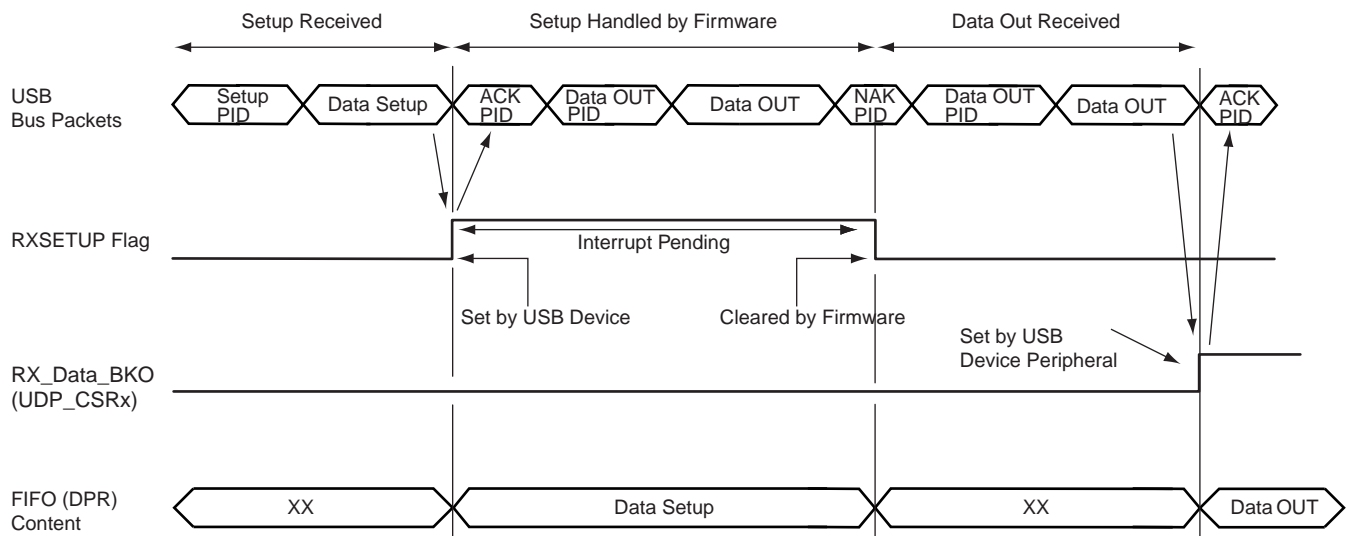 Setup Received
Setup Handled by Firmware
Data Out Received
USB
Bus Packets
Setup
PID
Data Setup
ACK
PID
Data OUT
PID
Data OUT
NAK
PID
Data OUT
PID
Data OUT
ACK
PID
RXSETUP Flag
Interrupt Pending
Set by USB Device
Cleared by Firmware
Set by USB
Device Peripheral
RX_Data_BKO
(UDP_CSRx)
FIFO (DPR)
Content
XX
Data Setup
XX
Data OUT